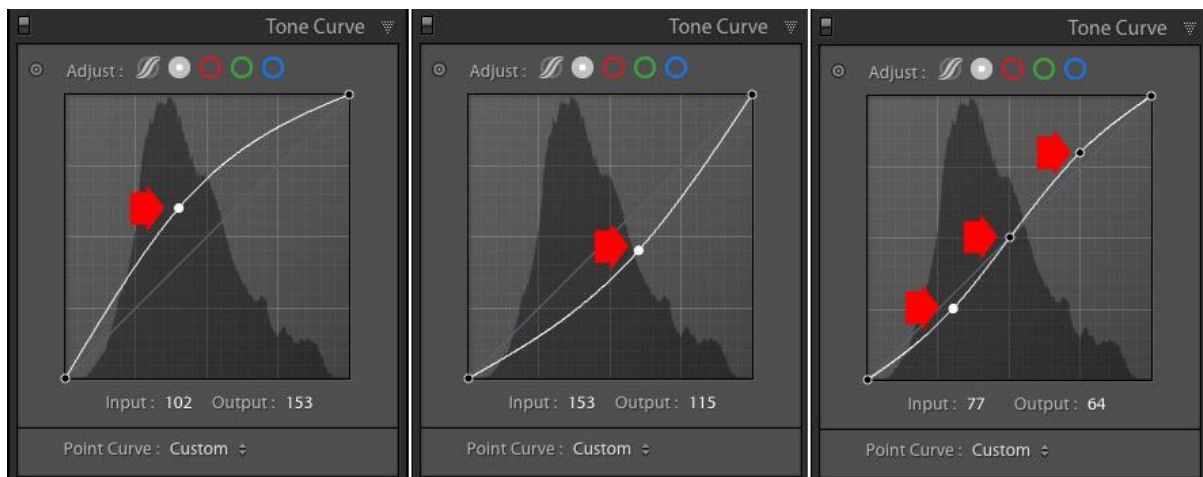 Tone Curve
Adjust :
Input : 102 Output : 153
Point Curve : Custom
Tone Curve
Adjust :
Input : 153 Output : 115
Point Curve : Custom
Tone Curve
Adjust :
Input : 77 Output : 64
Point Curve : Custom